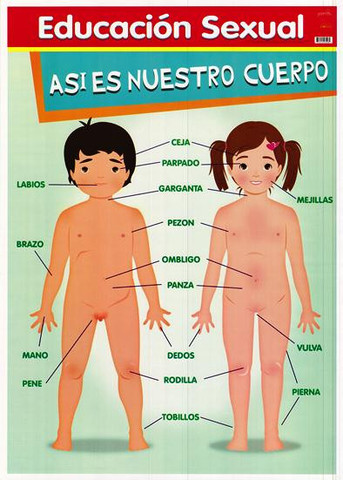 Educación Sexual
ASI ES NUESTRO CUERPO
CEJA
PARPADO
LABIOS
GARGANTA
MEJILLAS
PEZON
BRAZO
OMBLIGO
PANZA
MANO
DEDOS
VULVA
PENE
RODILLA
PIERNA
TOBILLOS